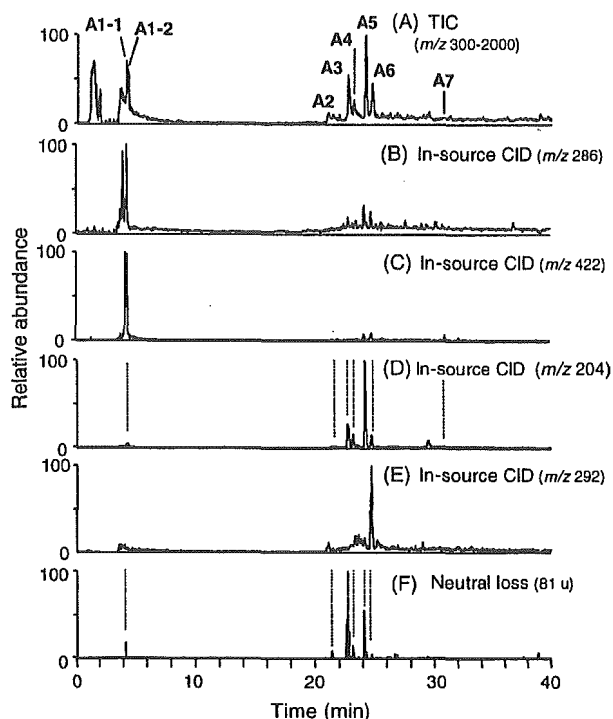 (A) TIC
(m/z 300-2000)
A1-1
A1-2
A2
A3
A4
A5
A6
A7
100
0
(B) In-source CID (m/z 286)
100
0
(C) In-source CID (m/z 422)
100
0
(D) In-source CID (m/z 204)
100
0
(E) In-source CID (m/z 292)
100
0
(F) Neutral loss (81 u)
100
0
Relative abundance
0 10 20 30 40
Time (min)